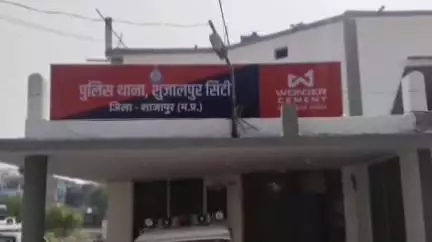 पुलिस थाना, शुजालपुर सिटी
जिला - शाजापुर (म.प्र.)
WONDER
CEMENT